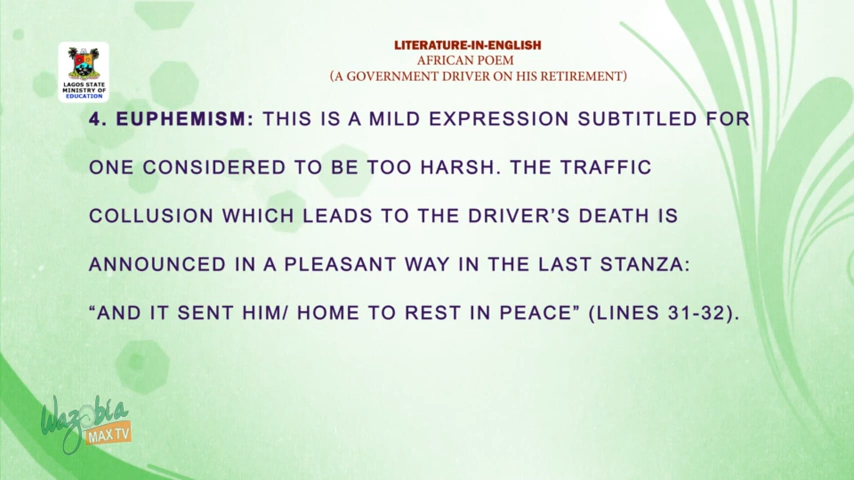 LITERATURE-IN-ENGLISH
AFRICAN POEM
(A GOVERNMENT DRIVER ON HIS RETIREMENT)
LAGOS STATE
MINISTRY OF
EDUCATION
4. EUPHEMISM: THIS IS A MILD EXPRESSION SUBTITLED FOR
ONE CONSIDERED TO BE TOO HARSH. THE TRAFFIC
COLLUSION WHICH LEADS TO THE DRIVER'S DEATH IS
ANNOUNCED IN A PLEASANT WAY IN THE LAST STANZA:
“AND IT SENT HIM/ HOME TO REST IN PEACE” (LINES 31-32).
Wazobia
MAX TV